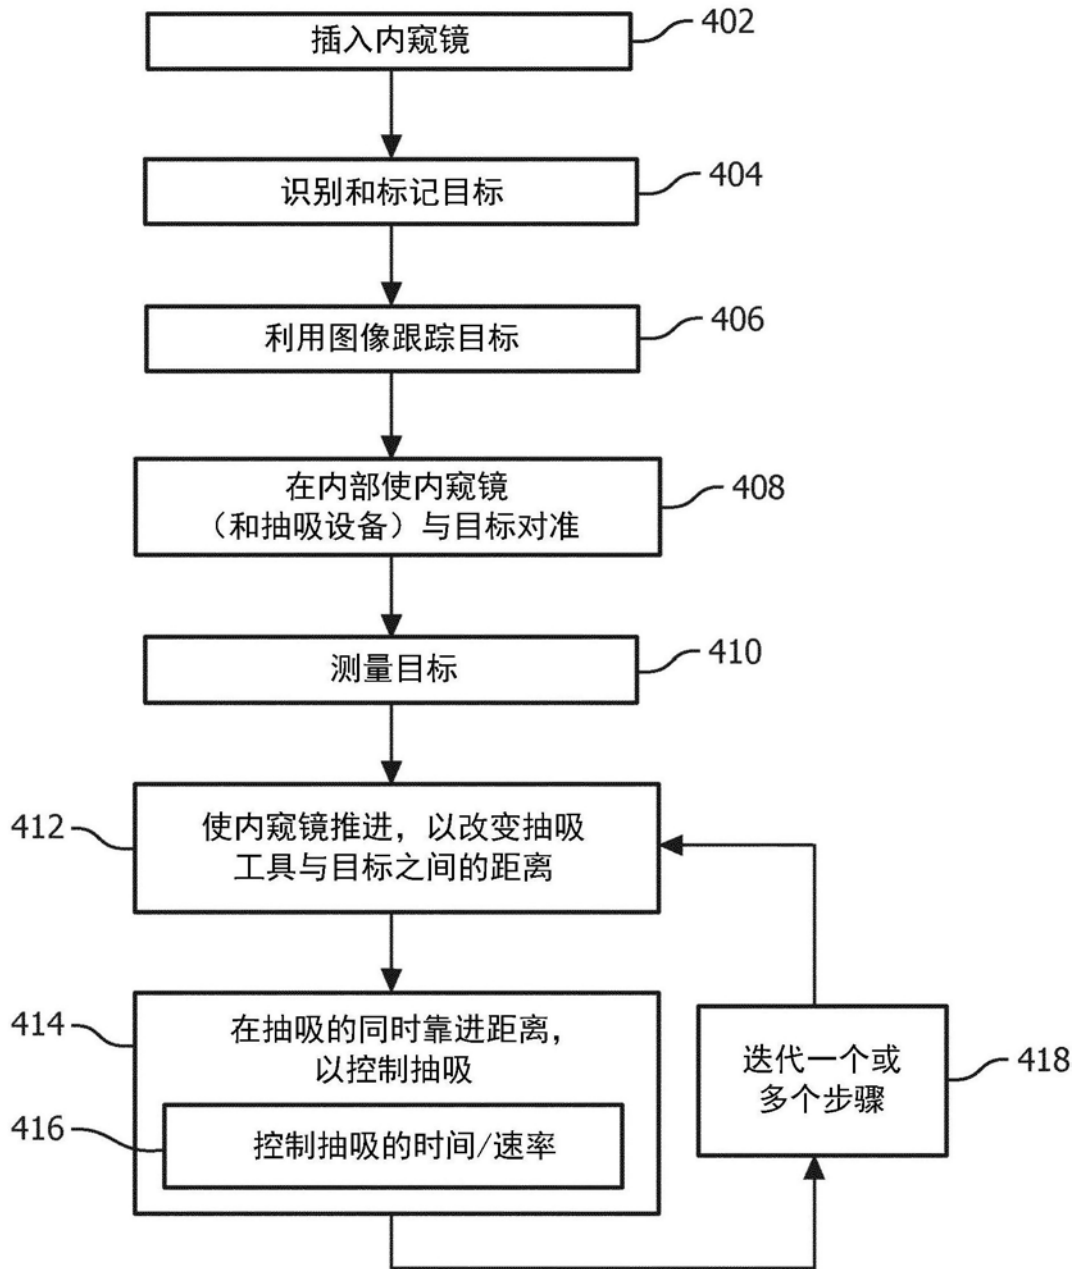 插入内窥镜
402
识别和标记目标
404
利用图像跟踪目标
406
在内部使内窥镜
（和抽吸设备）与目标对准
408
测量目标
410
412
使内窥镜推进，以改变抽吸
工具与目标之间的距离
414
在抽吸的同时靠进距离，
以控制抽吸
416
控制抽吸的时间/速率
迭代一个或
多个步骤
418